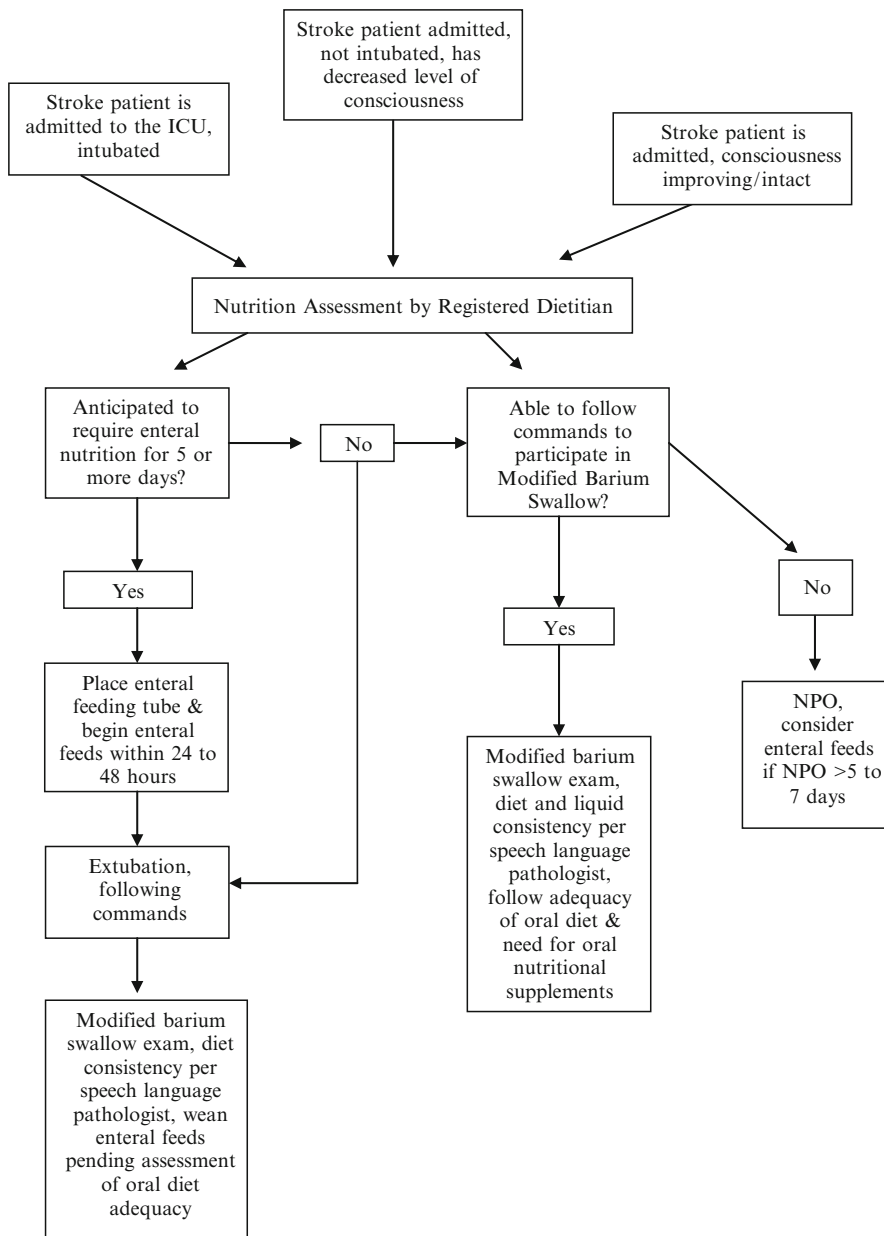 Stroke patient admitted,
not intubated, has
decreased level of
consciousness
Stroke patient is
admitted to the ICU,
intubated
Stroke patient is
admitted, consciousness
improving/intact
Nutrition Assessment by Registered Dietitian
Anticipated to
require enteral
nutrition for 5 or
more days?
No
Able to follow
commands to
participate in
Modified Barium
Swallow?
Yes
No
Yes
Place enteral
feeding tube &
begin enteral
feeds within 24 to
48 hours
NPO,
consider
enteral feeds
if NPO >5 to
7 days
Modified barium
swallow exam,
diet and liquid
consistency per
speech language
pathologist,
follow adequacy
of oral diet &
need for oral
nutritional
supplements
Extubation,
following
commands
Modified barium
swallow exam, diet
consistency per
speech language
pathologist, wean
enteral feeds
pending assessment
of oral diet
adequacy